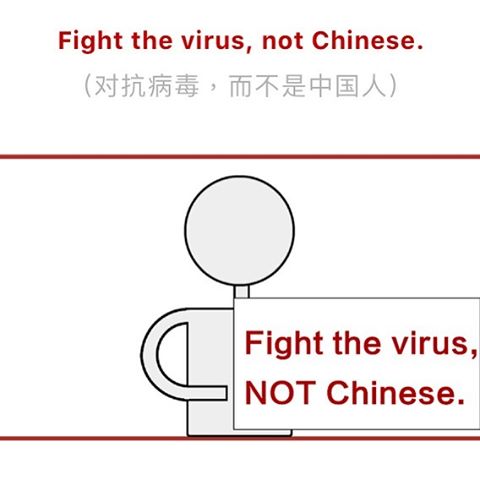 Fight the virus, not Chinese.
（对抗病毒，而不是中国人）
Fight the virus,
NOT Chinese.